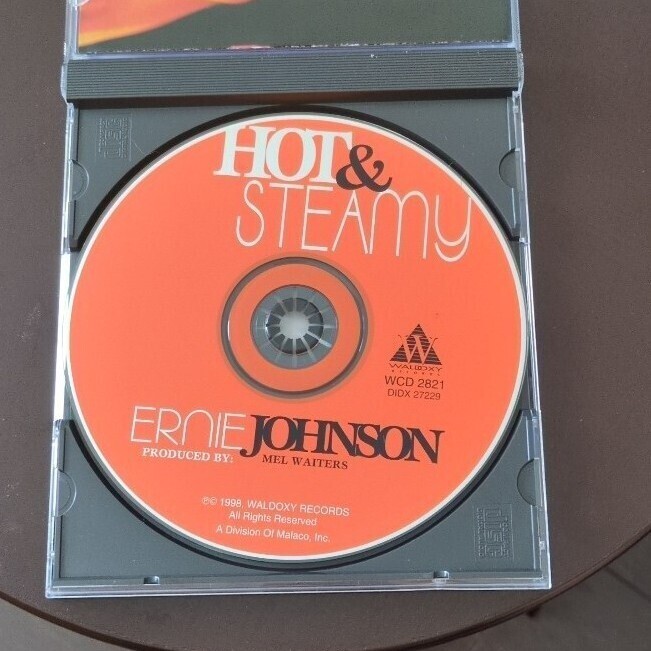 HOT&
STEAMY
WALDOXY
RECORDS
WCD 2821
DIDX 27229
ERNIE JOHNSON
PRODUCED BY: MEL WAITERS
℗© 1998, WALDOXY RECORDS
All Rights Reserved
A Division Of Malaco, Inc.